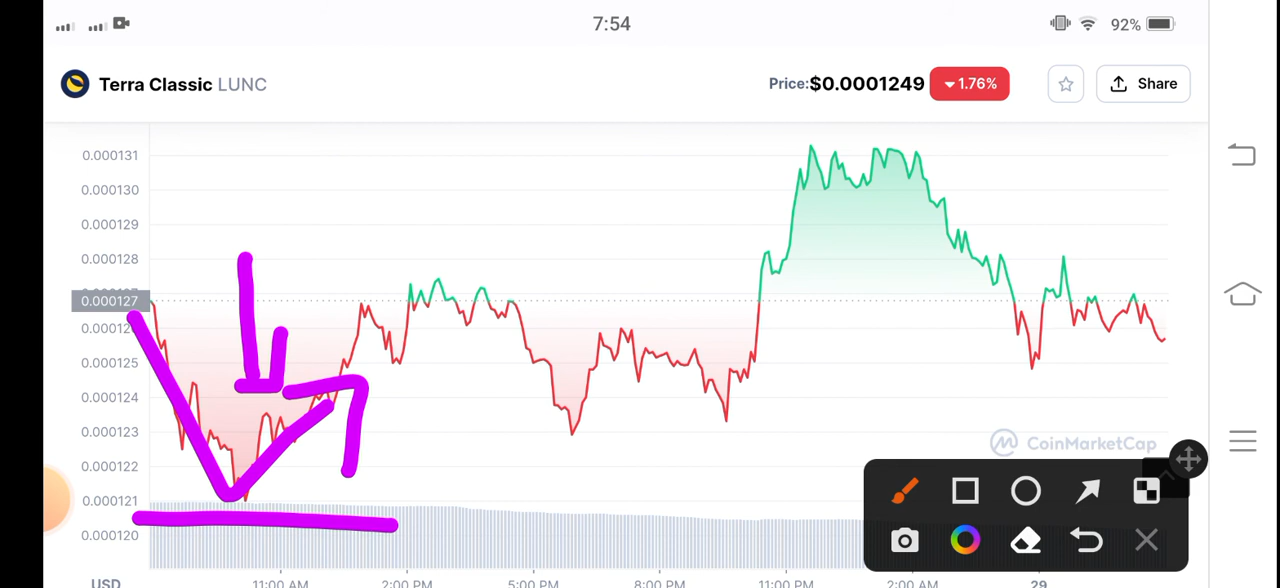 7:54
92%
Terra Classic LUNC
Price:$0.0001249
1.76%
Share
0.000131
0.000130
0.000129
0.000128
0.000127
0.000125
0.000124
0.000123
0.000122
0.000121
0.000120
CoinMarketCap
USD
11:00 AM
2:00 PM
5:00 PM
8:00 PM
11:00 PM
2:00 AM
29